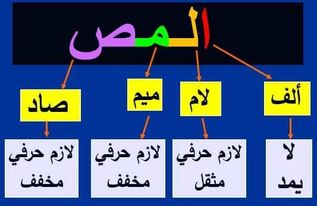 المص
ألف
لام
ميم
صاد
لا
يمد
لازم حرفي
مثقل
لازم حرفي
مخفف
لازم حرفي
مخفف